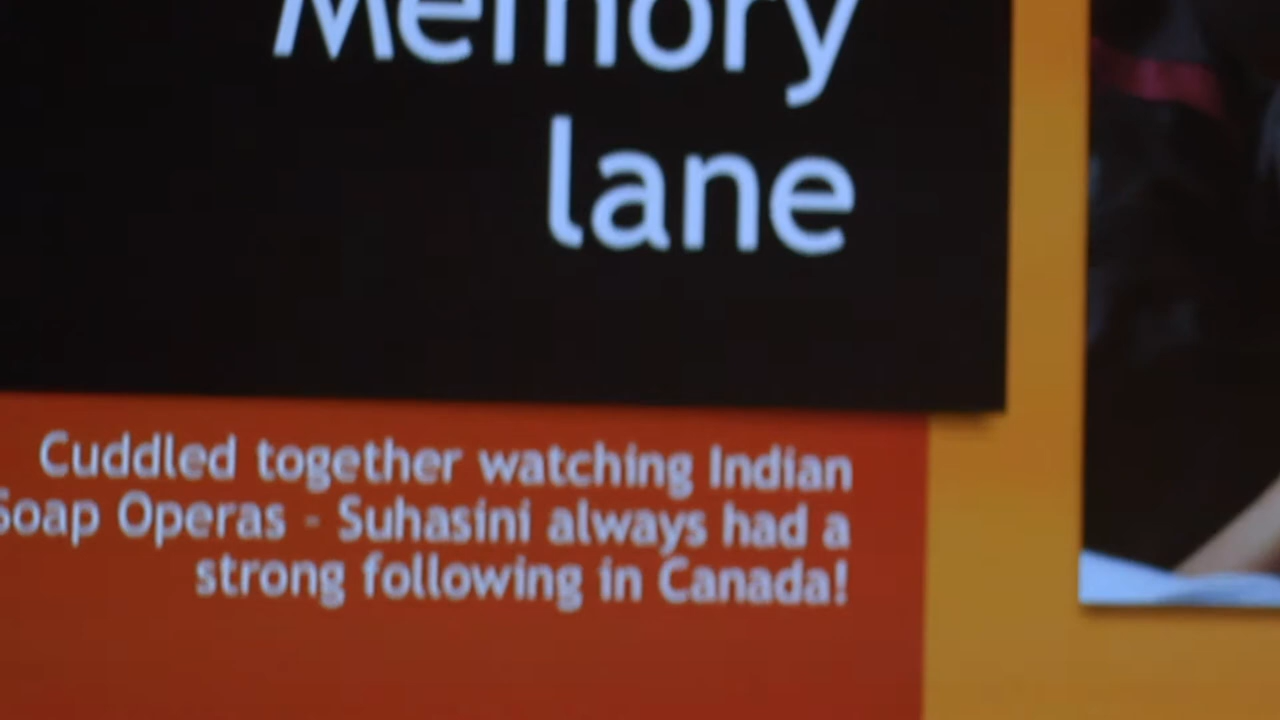 Memory
lane
Cuddled together watching Indian
Soap Operas - Suhasini always had a
strong following in Canada!